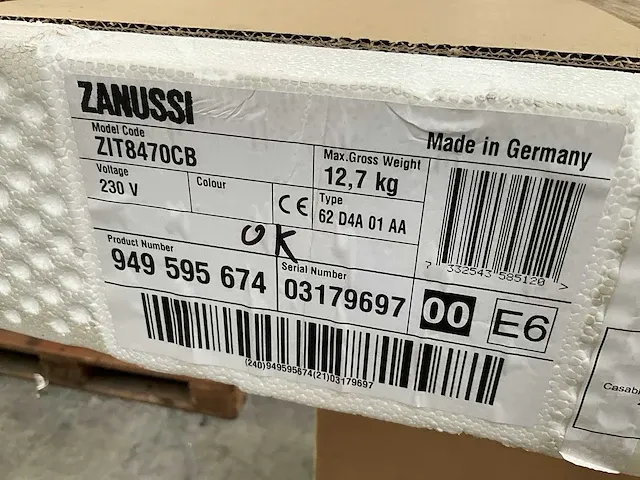 ZANUSSI
Made in Germany
Model Code
ZIT8470CB
Max.Gross Weight
12,7 kg
Voltage
230 V
Colour
CE
Type
62 D4A 01 AA
OK
Product Number
949 595 674
Serial Number
03179697
00
E6
7 332543 585120 >
(240)949595674(21)03179697
Casab